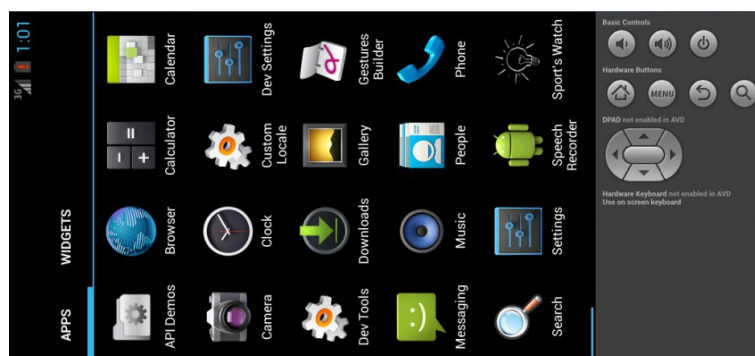 3G 1:01
APPS WIDGETS
API Demos Browser Calculator Calendar
Camera Clock Custom Locale Dev Settings
Dev Tools Downloads Gallery Gestures Builder
Messaging Music People Phone
Search Settings Speech Recorder Sport's Watch
Basic Controls
Hardware Buttons
MENU
DPAD not enabled in AVD
Hardware Keyboard not enabled in AVD
Use on screen keyboard